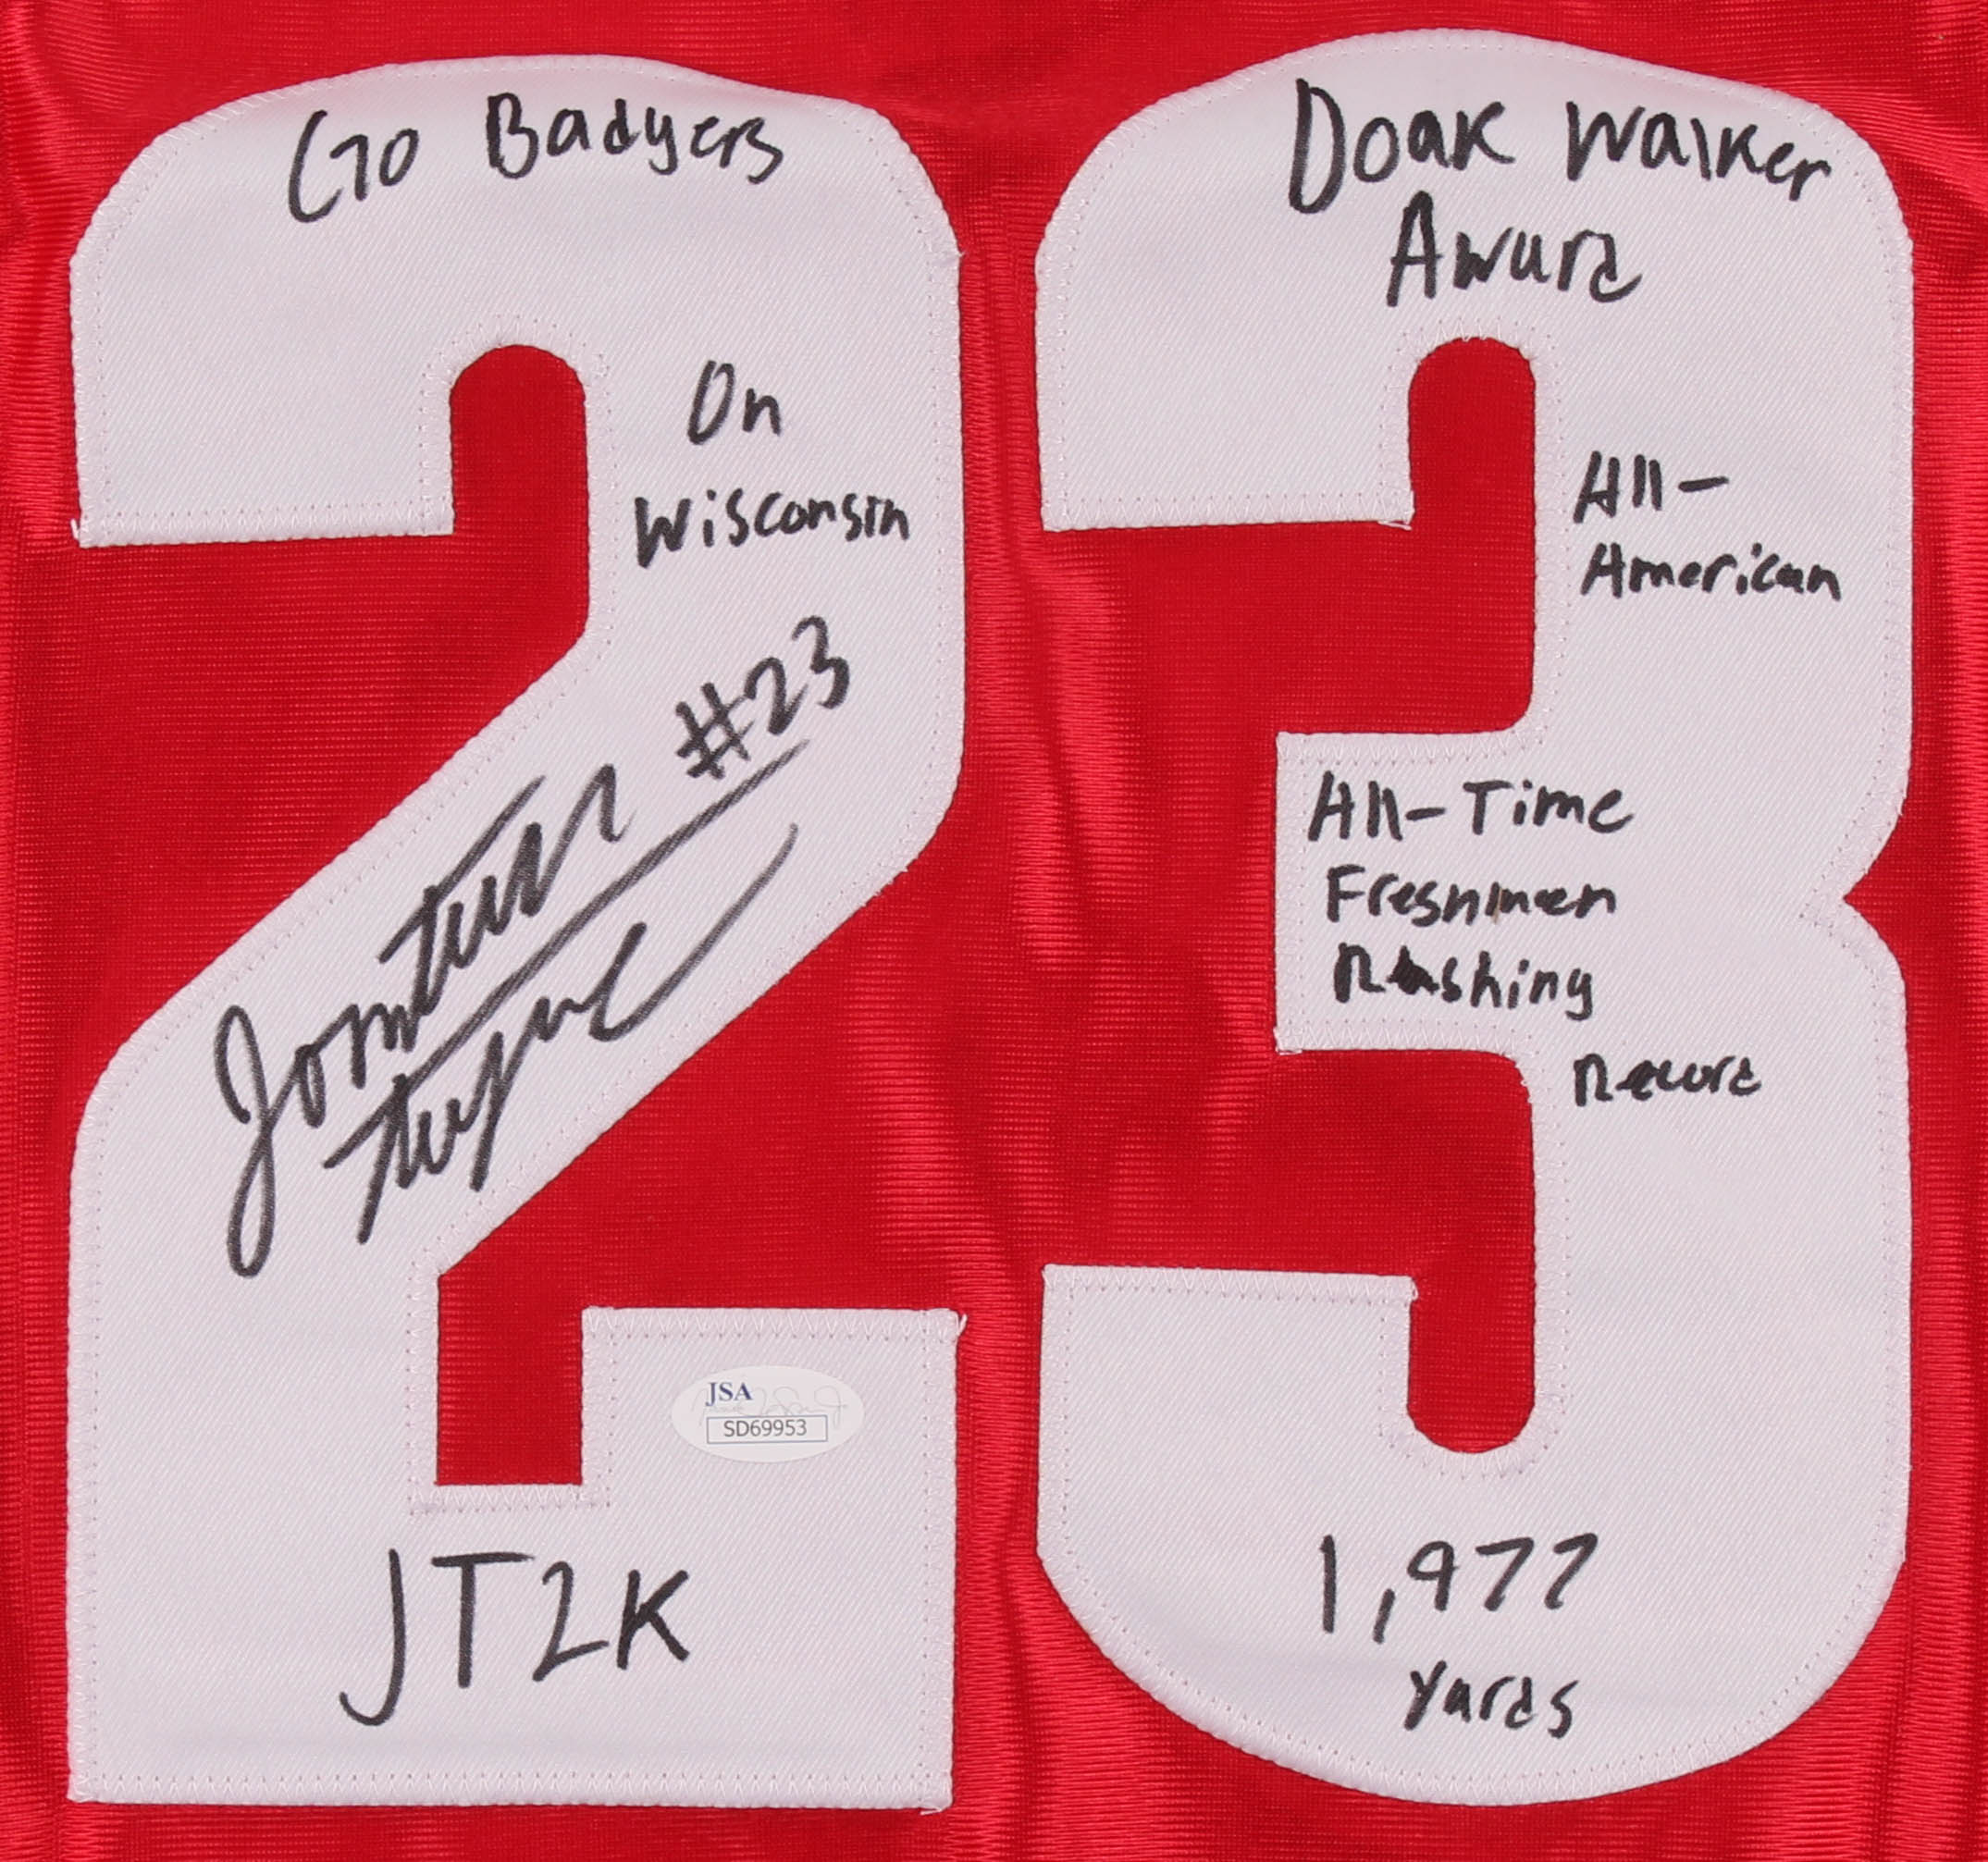 23
Go Badgers
On
Wisconsin
#23
Jonathan
Taylor
JSA
SD69953
JT2K
Doak Walker
Award
All-
American
All-Time
Freshmen
Rushing
Record
1,977
Yards